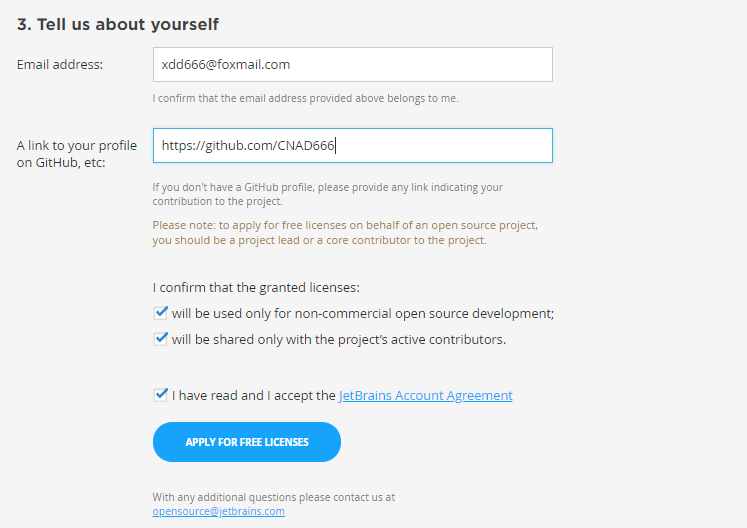 3. Tell us about yourself
Email address:
xdd666@foxmail.com
I confirm that the email address provided above belongs to me.
A link to your profile
on GitHub, etc:
https://github.com/CNAD666
If you don't have a GitHub profile, please provide any link indicating your
contribution to the project.
Please note: to apply for free licenses on behalf of an open source project,
you should be a project lead or a core contributor to the project.
I confirm that the granted licenses:
will be used only for non-commercial open source development;
will be shared only with the project’s active contributors.
I have read and I accept the JetBrains Account Agreement
APPLY FOR FREE LICENSES
With any additional questions please contact us at
opensource@jetbrains.com